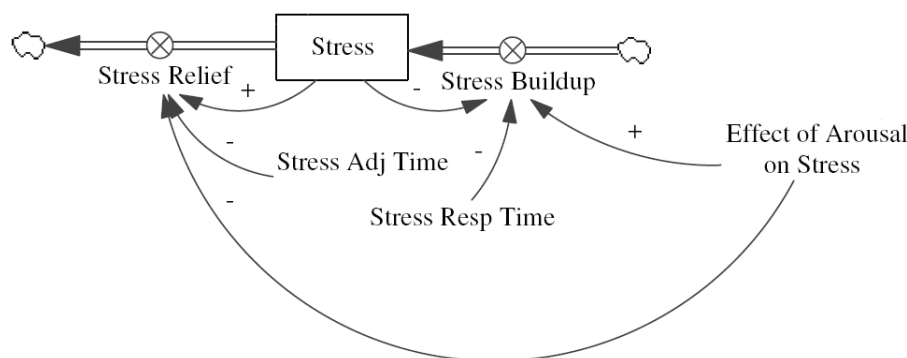 Stress
Stress Relief
Stress Buildup
+
-
+
Effect of Arousal
on Stress
-
Stress Adj Time
-
-
Stress Resp Time